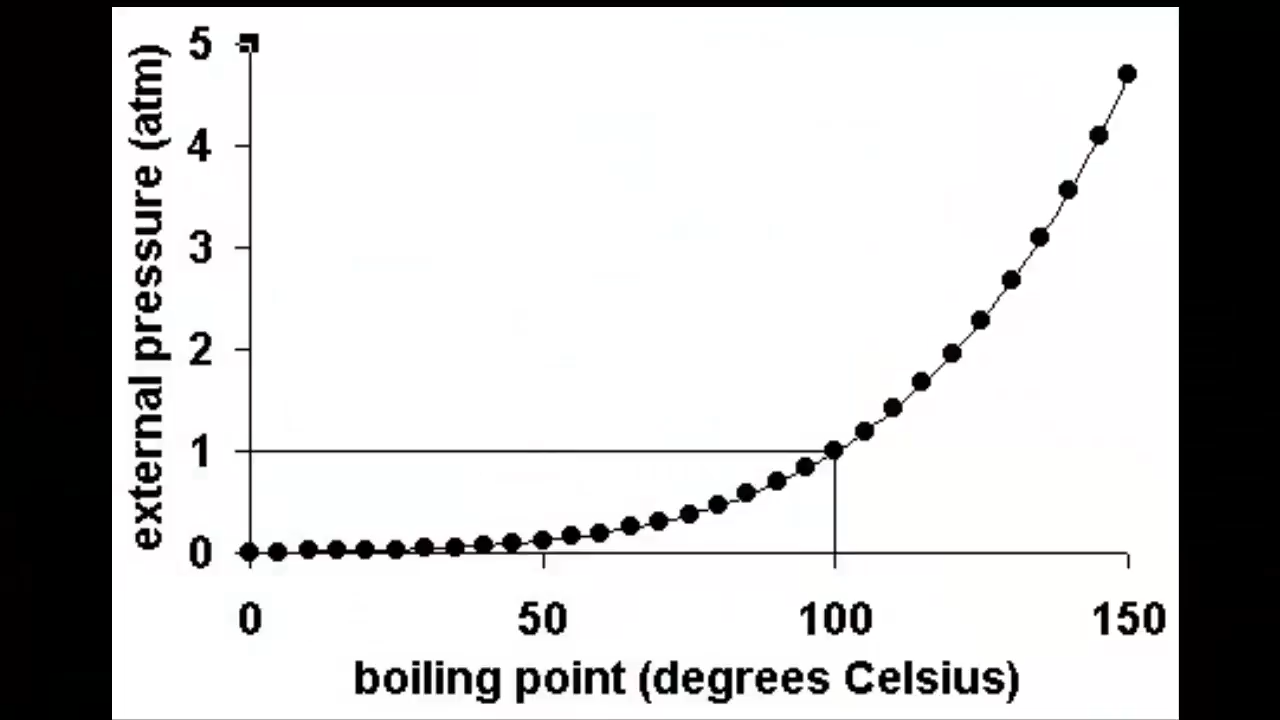 external pressure (atm)
5
4
3
2
1
0
0 50 100 150
boiling point (degrees Celsius)